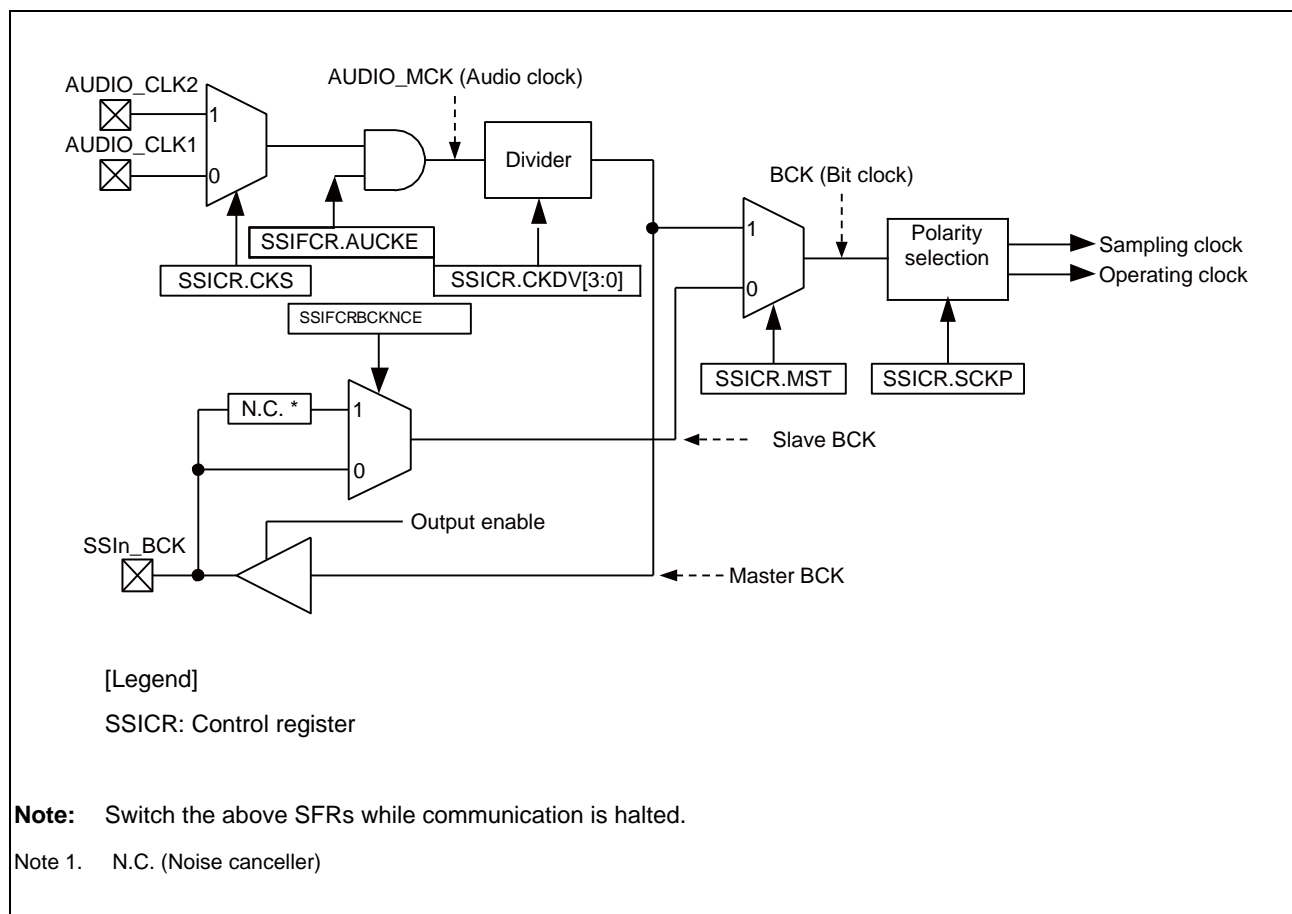 AUDIO_CLK2
AUDIO_MCK (Audio clock)
1
AUDIO_CLK1
0
Divider
BCK (Bit clock)
SSIFCR.AUCKE
SSICR.CKS
SSICR.CKDV[3:0]
1
0
Polarity
selection
Sampling clock
Operating clock
SSIFCRBCKNCE
SSICR.MST
SSICR.SCKP
N.C. *
1
0
Slave BCK
Output enable
SSIn_BCK
Master BCK
[Legend]
SSICR: Control register
Note: Switch the above SFRs while communication is halted.
Note 1. N.C. (Noise canceller)